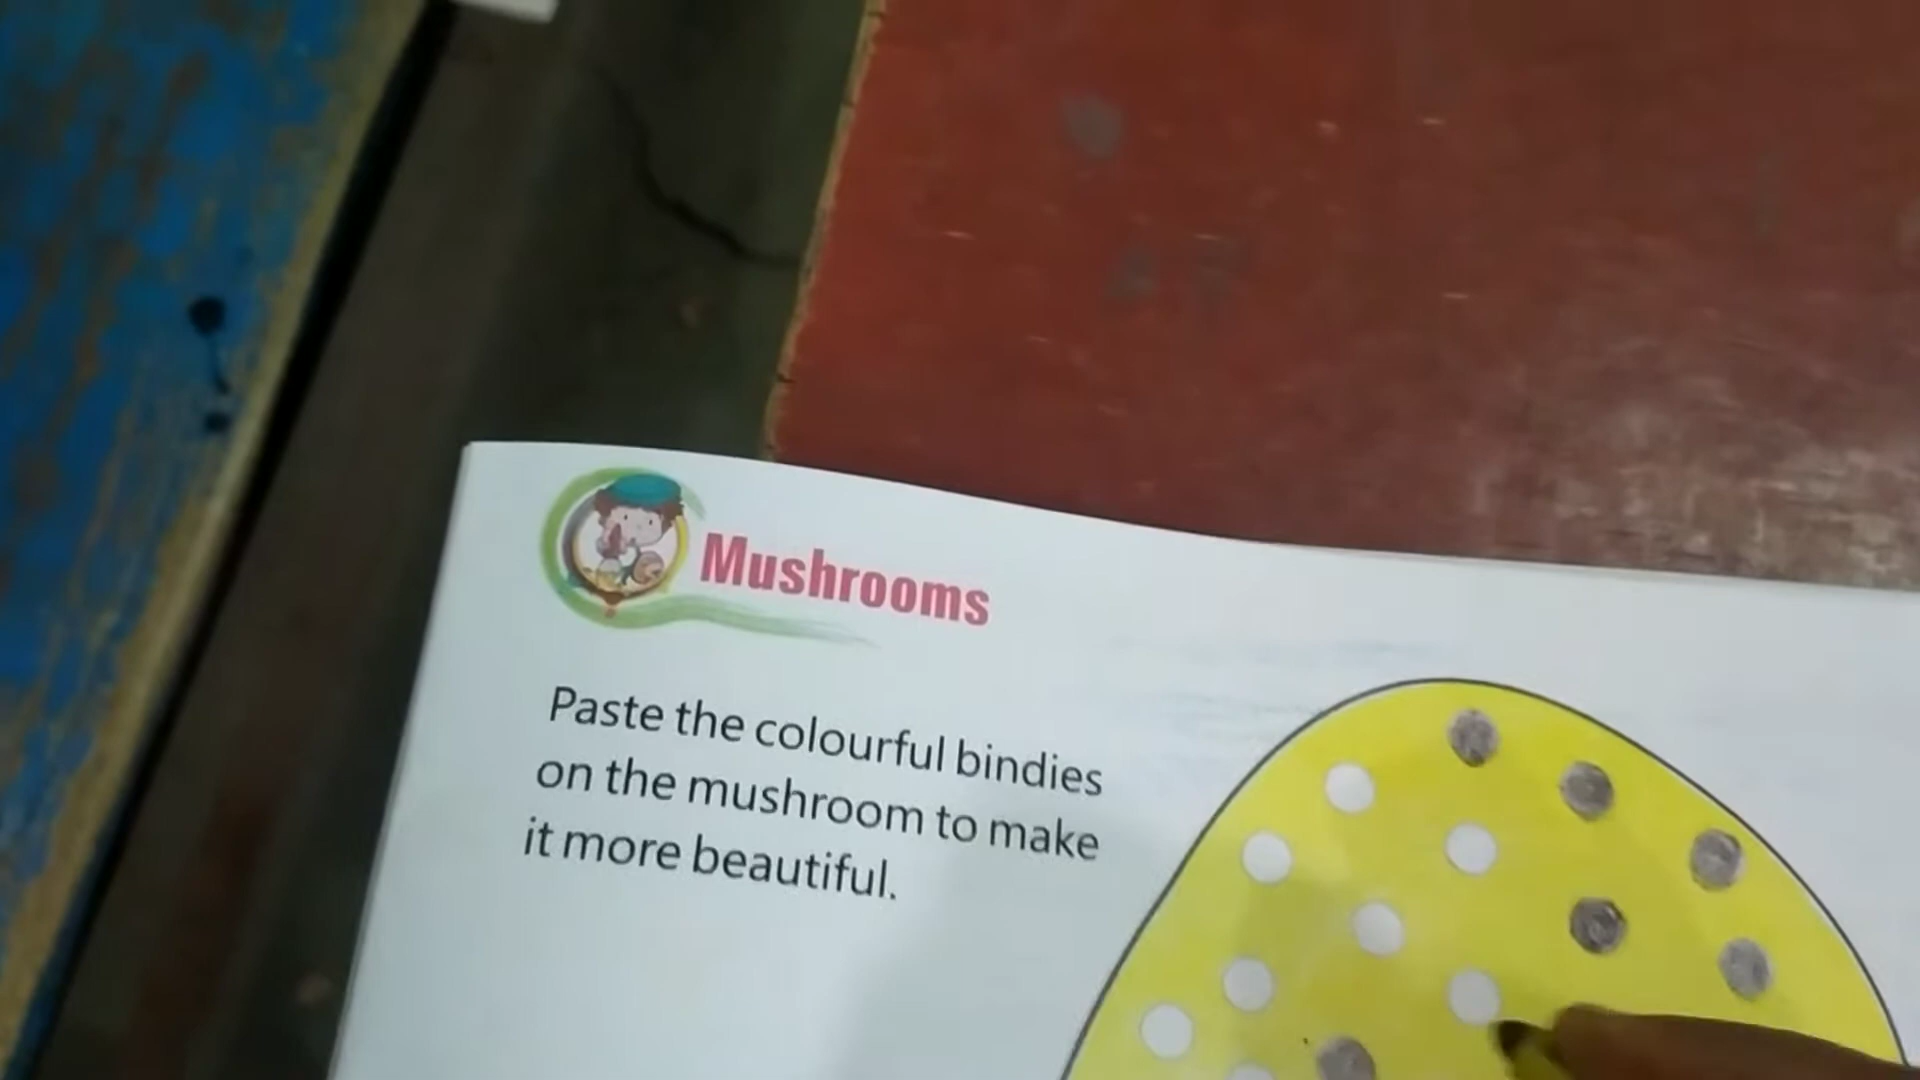 Mushrooms
Paste the colourful bindies
on the mushroom to make
it more beautiful.